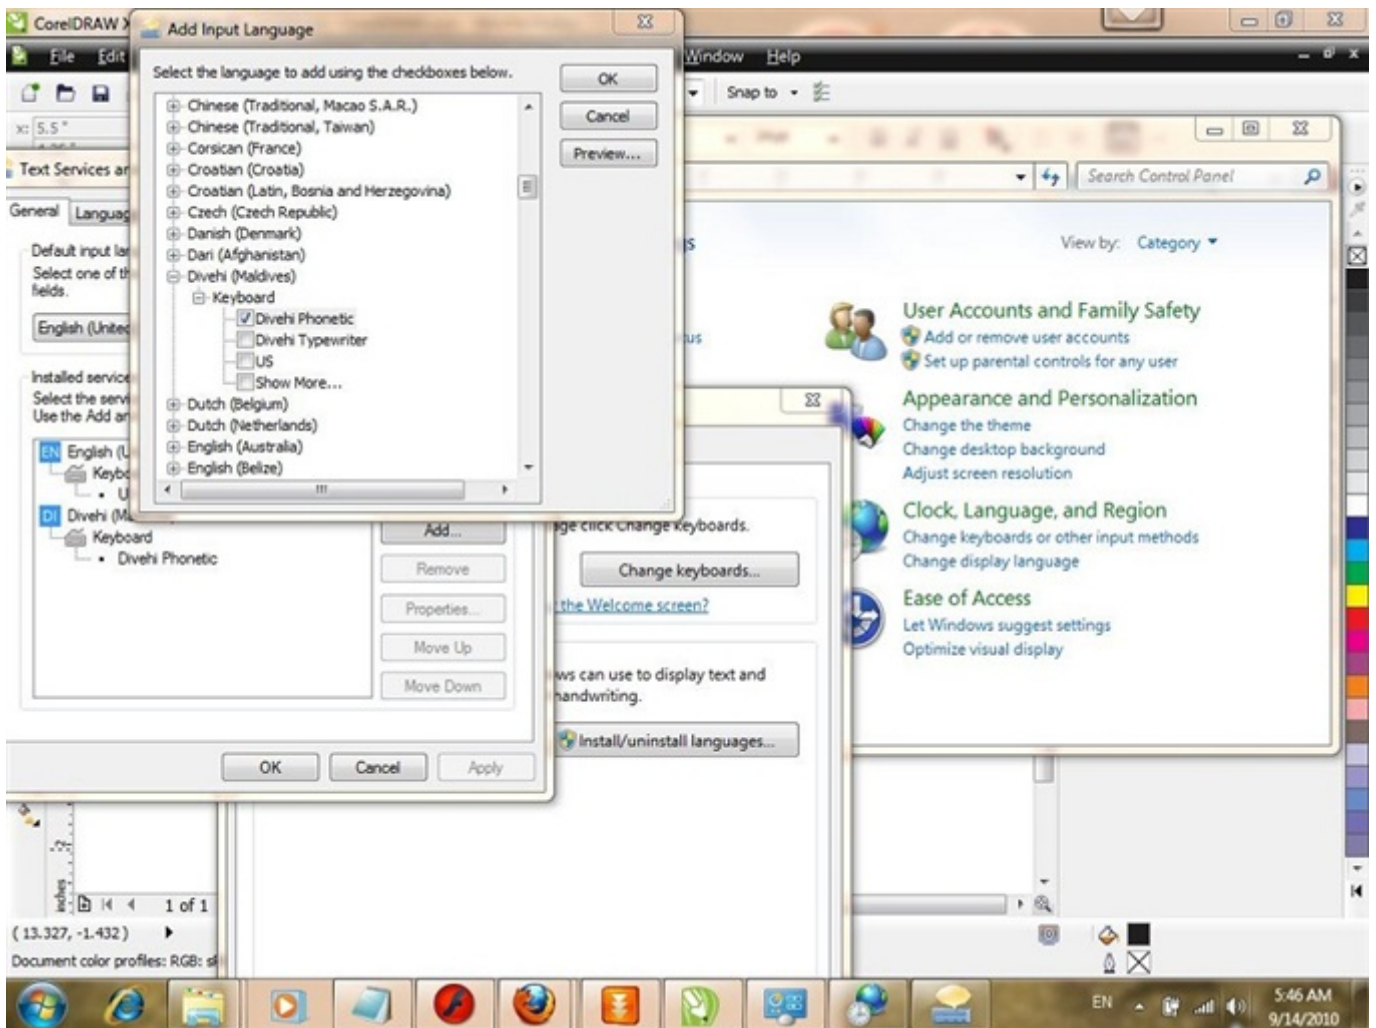 CorelDRAW X
File Edit
Window Help
Snap to
x: 5.5 "
Add Input Language
Select the language to add using the checkboxes below.
Chinese (Traditional, Macao S.A.R.)
Chinese (Traditional, Taiwan)
Corsican (France)
Croatian (Croatia)
Croatian (Latin, Bosnia and Herzegovina)
Czech (Czech Republic)
Danish (Denmark)
Dari (Afghanistan)
Divehi (Maldives)
Keyboard
Divehi Phonetic
Divehi Typewriter
US
Show More...
Dutch (Belgium)
Dutch (Netherlands)
English (Australia)
English (Belize)
OK
Cancel
Preview...
Text Services an
General Languag
Default input lan
Select one of th
fields.
English (United
Installed service
Select the servi
Use the Add an
EN English (U
Keybo
U
DI Divehi (Ma
Keyboard
Divehi Phonetic
Add...
Remove
Properties...
Move Up
Move Down
OK Cancel Apply
ge click Change keyboards.
Change keyboards...
the Welcome screen?
ws can use to display text and
handwriting.
Install/uninstall languages...
Search Control Panel
gs
View by: Category
us
User Accounts and Family Safety
Add or remove user accounts
Set up parental controls for any user
Appearance and Personalization
Change the theme
Change desktop background
Adjust screen resolution
Clock, Language, and Region
Change keyboards or other input methods
Change display language
Ease of Access
Let Windows suggest settings
Optimize visual display
inches
1 of 1
( 13.327, -1.432 )
Document color profiles: RGB: sR
EN
5:46 AM
9/14/2010